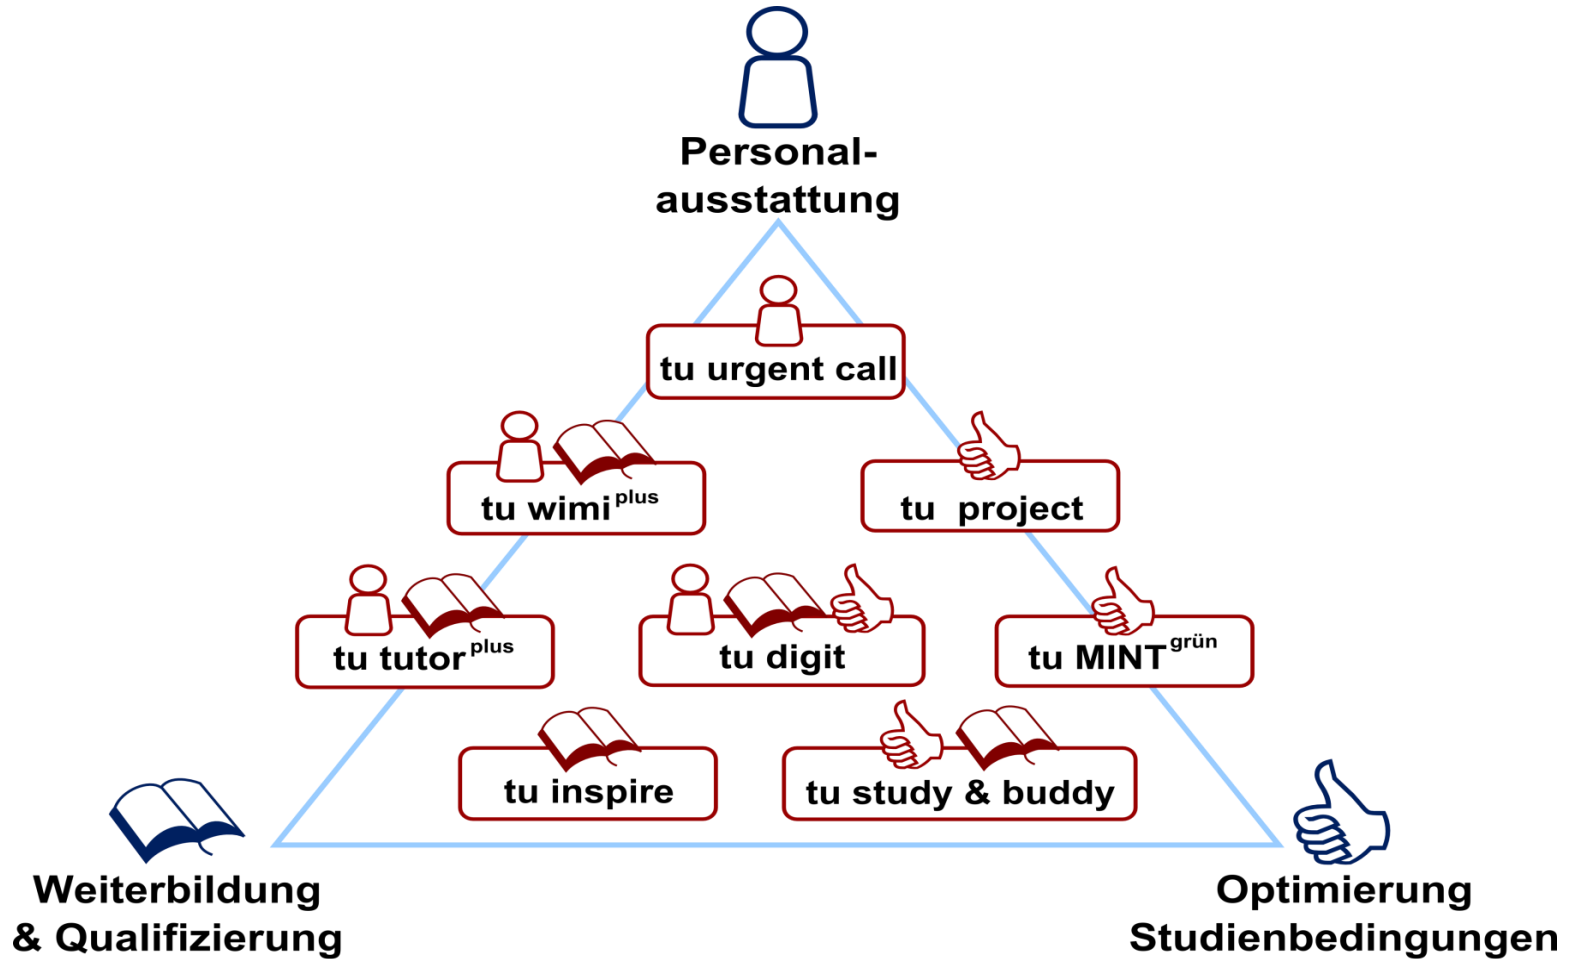 Personal-
ausstattung
tu urgent call
tu wimi plus
tu project
tu tutor plus
tu digit
tu MINT grün
tu inspire
tu study & buddy
Weiterbildung
& Qualifizierung
Optimierung
Studienbedingungen